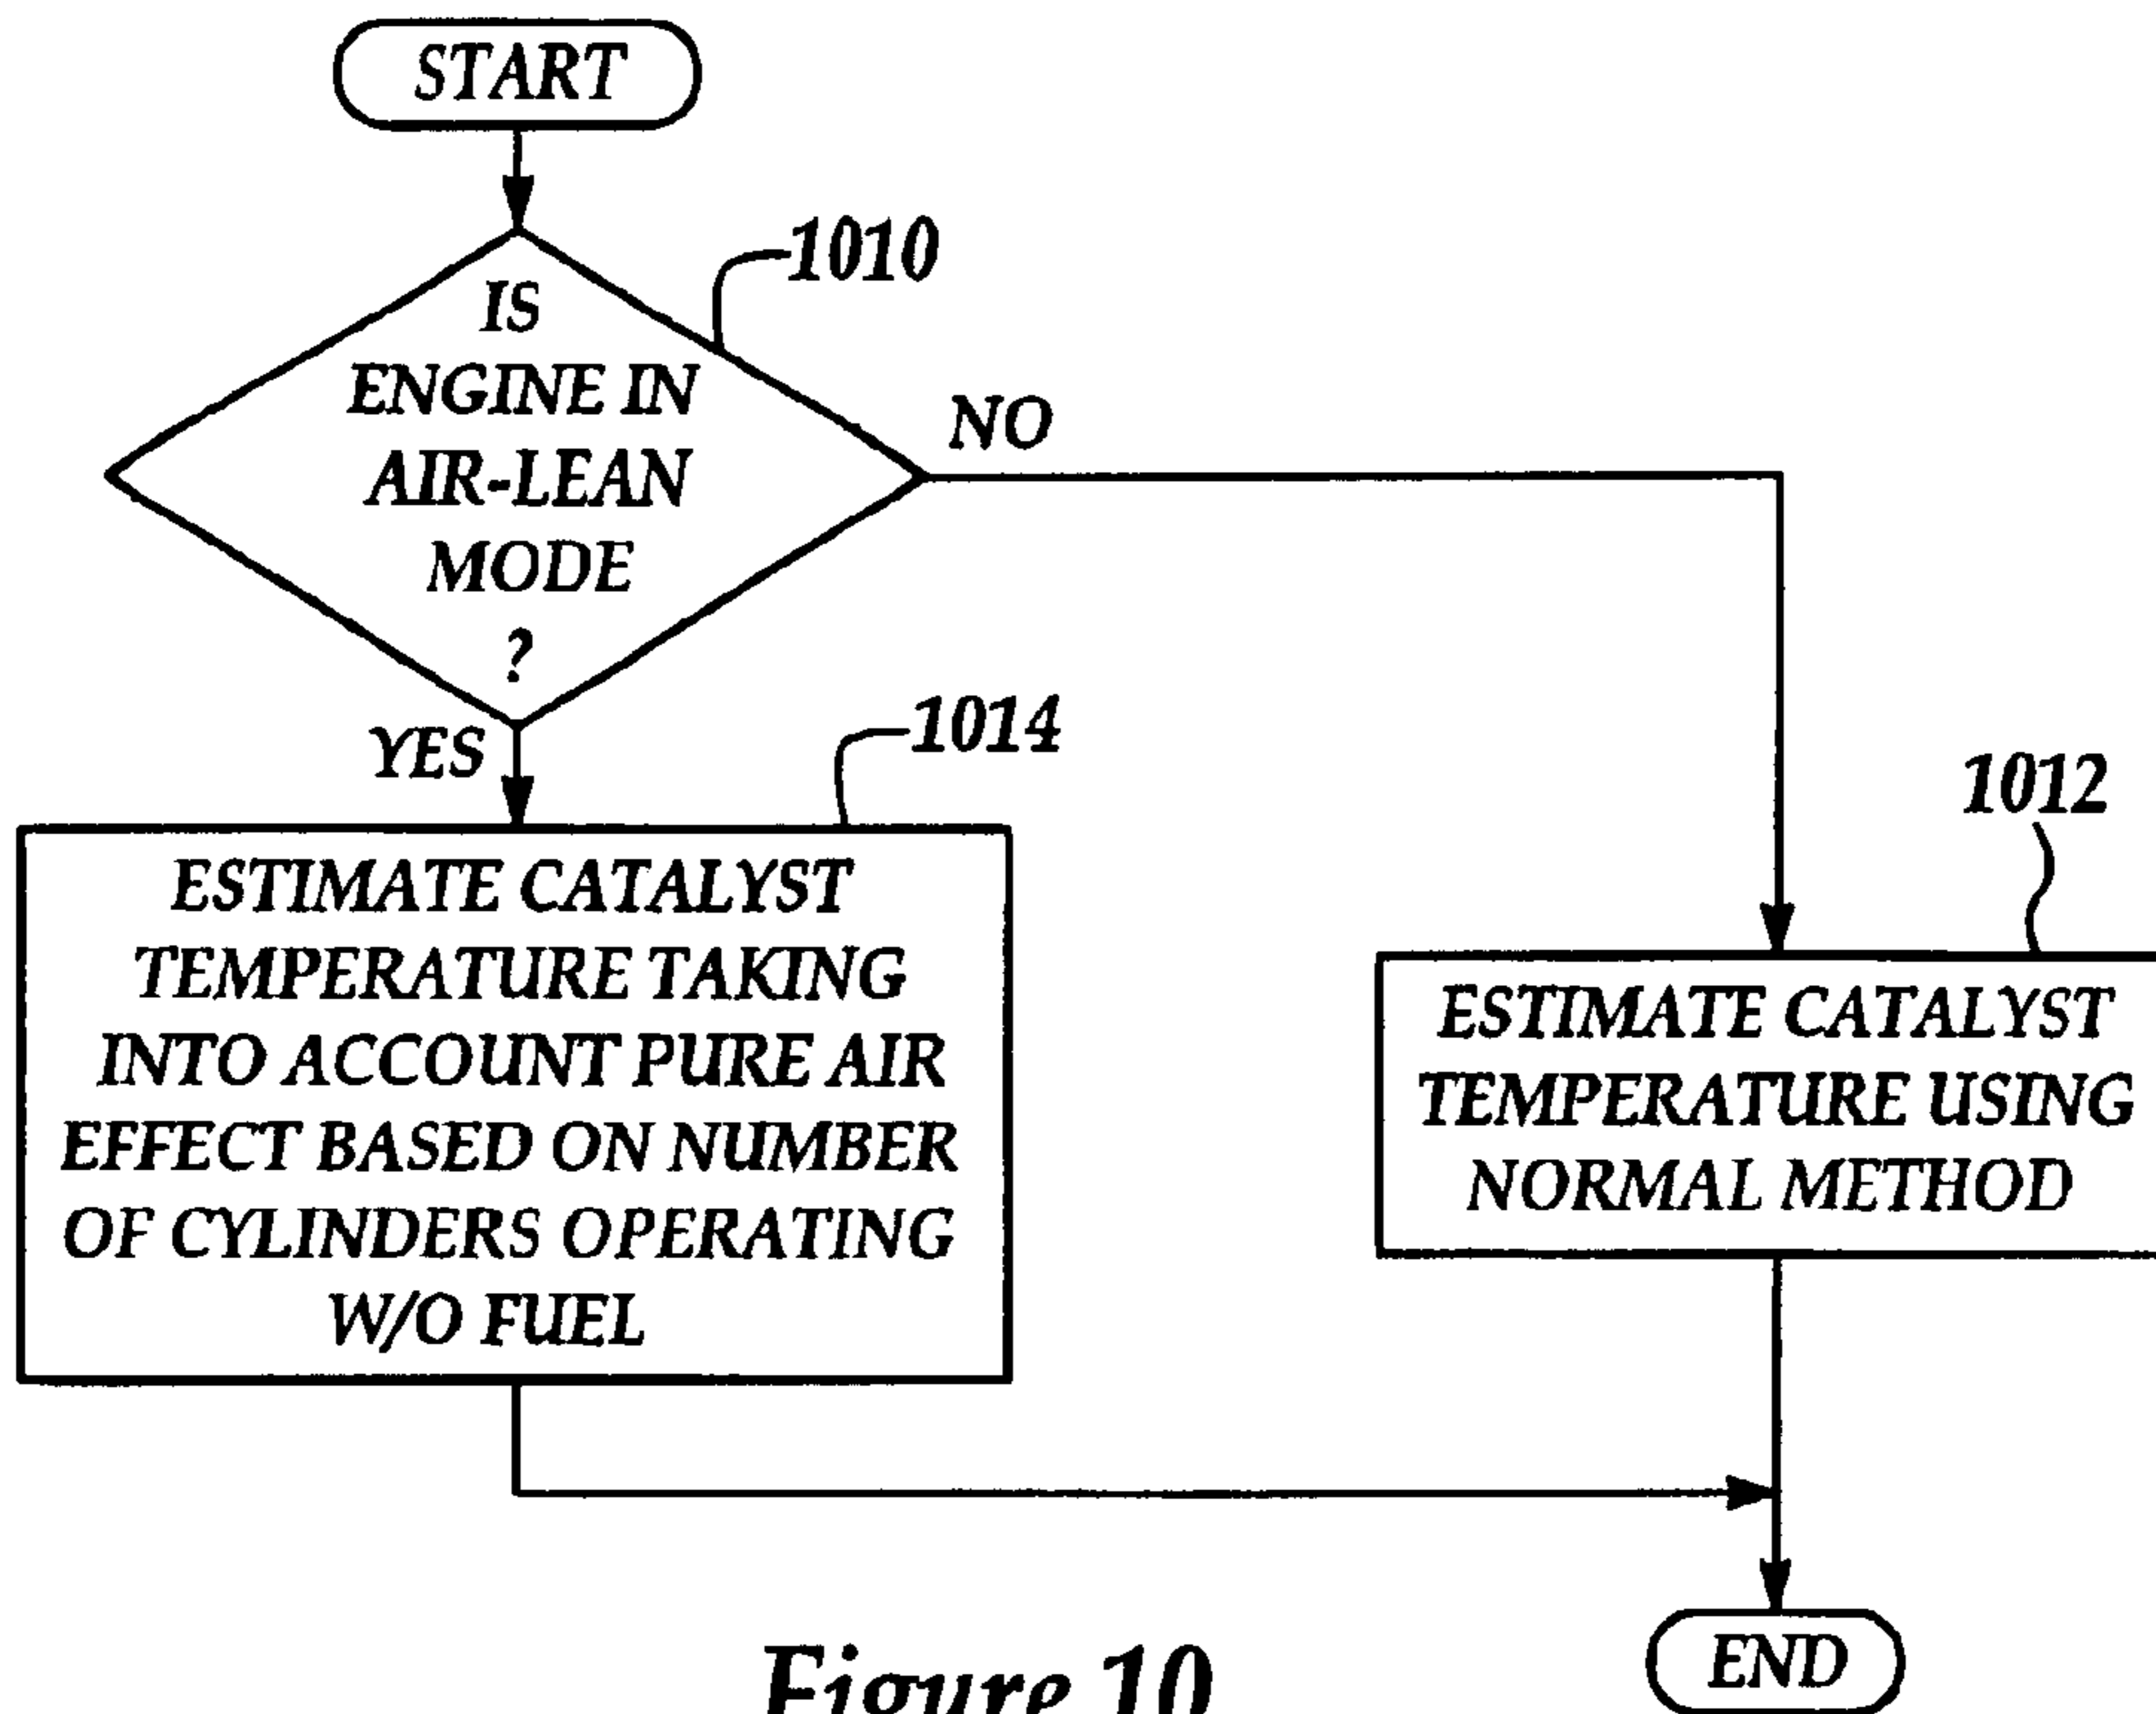 START
1010
IS
ENGINE IN
AIR-LEAN
MODE
?
NO
YES
1014
ESTIMATE CATALYST
TEMPERATURE TAKING
INTO ACCOUNT PURE AIR
EFFECT BASED ON NUMBER
OF CYLINDERS OPERATING
W/O FUEL
1012
ESTIMATE CATALYST
TEMPERATURE USING
NORMAL METHOD
END
Figure 10